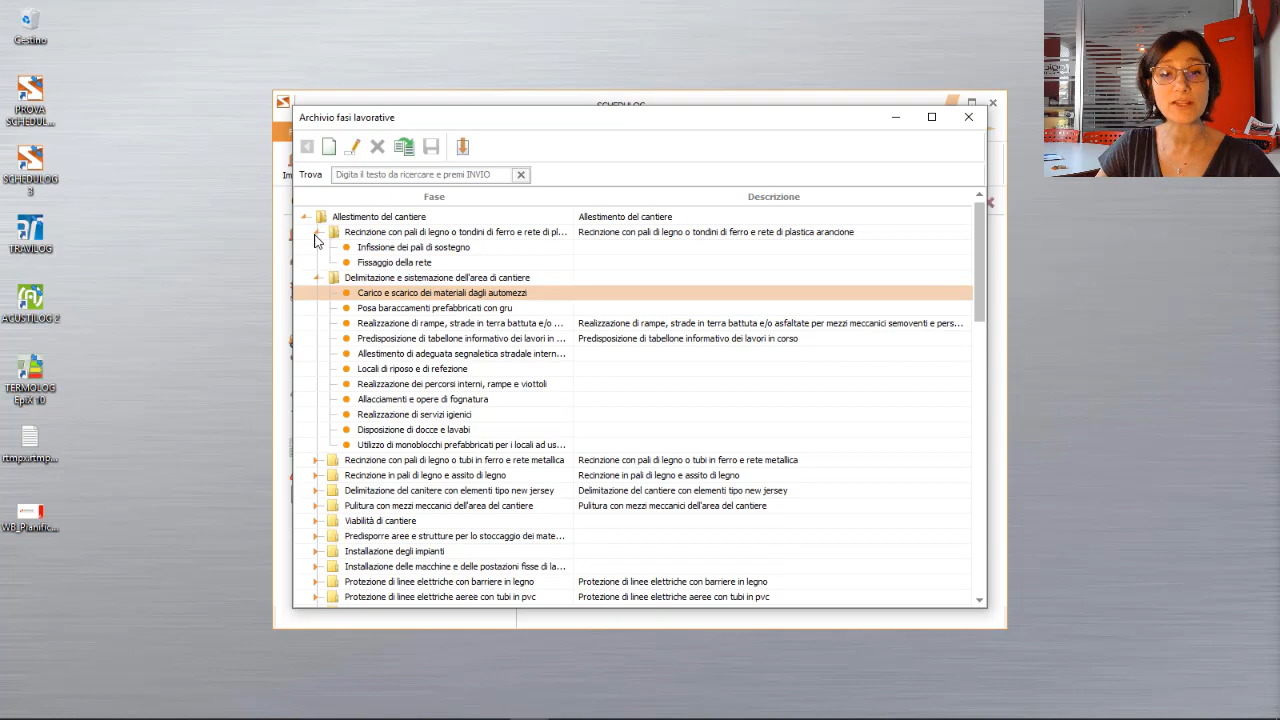 Cestino
PROVA
SCHEDUL...
SCHEDULOG
3
TRAVILOG
ACUSTILOG 2
TERMOLOG
EpiX 10
rtmpx.rtmp...
WB_Planific...
Archivio fasi lavorative
Trova
Digita il testo da ricercare e premi INVIO
Fase Descrizione
Allestimento del cantiere Allestimento del cantiere
Recinzione con pali di legno o tondini di ferro e rete di pl... Recinzione con pali di legno o tondini di ferro e rete di plastica arancione
Infissione dei pali di sostegno
Fissaggio della rete
Delimitazione e sistemazione dell'area di cantiere
Carico e scarico dei materiali dagli automezzi
Posa baraccamenti prefabbricati con gru
Realizzazione di rampe, strade in terra battuta e/o ... Realizzazione di rampe, strade in terra battuta e/o asfaltate per mezzi meccanici semoventi e pers...
Predisposizione di tabellone informativo dei lavori in ... Predisposizione di tabellone informativo dei lavori in corso
Allestimento di adeguata segnaletica stradale intern...
Locali di riposo e di refezione
Realizzazione dei percorsi interni, rampe e viottoli
Allacciamenti e opere di fognatura
Realizzazione di servizi igienici
Disposizione di docce e lavabi
Utilizzo di monoblocchi prefabbricati per i locali ad us...
Recinzione con pali di legno o tubi in ferro e rete metallica Recinzione con pali di legno o tubi in ferro e rete metallica
Recinzione in pali di legno e assito di legno Recinzione in pali di legno e assito di legno
Delimitazione del canitere con elementi tipo new jersey Delimitazione del cantiere con elementi tipo new jersey
Pulitura con mezzi meccanici dell'area del cantiere Pulitura con mezzi meccanici dell'area del cantiere
Viabilità di cantiere
Predisporre aree e strutture per lo stoccaggio dei mate...
Installazione degli impianti
Installazione delle macchine e delle postazioni fisse di la...
Protezione di linee elettriche con barriere in legno Protezione di linee elettriche con barriere in legno
Protezione di linee elettriche aeree con tubi in pvc Protezione di linee elettriche aeree con tubi in pvc